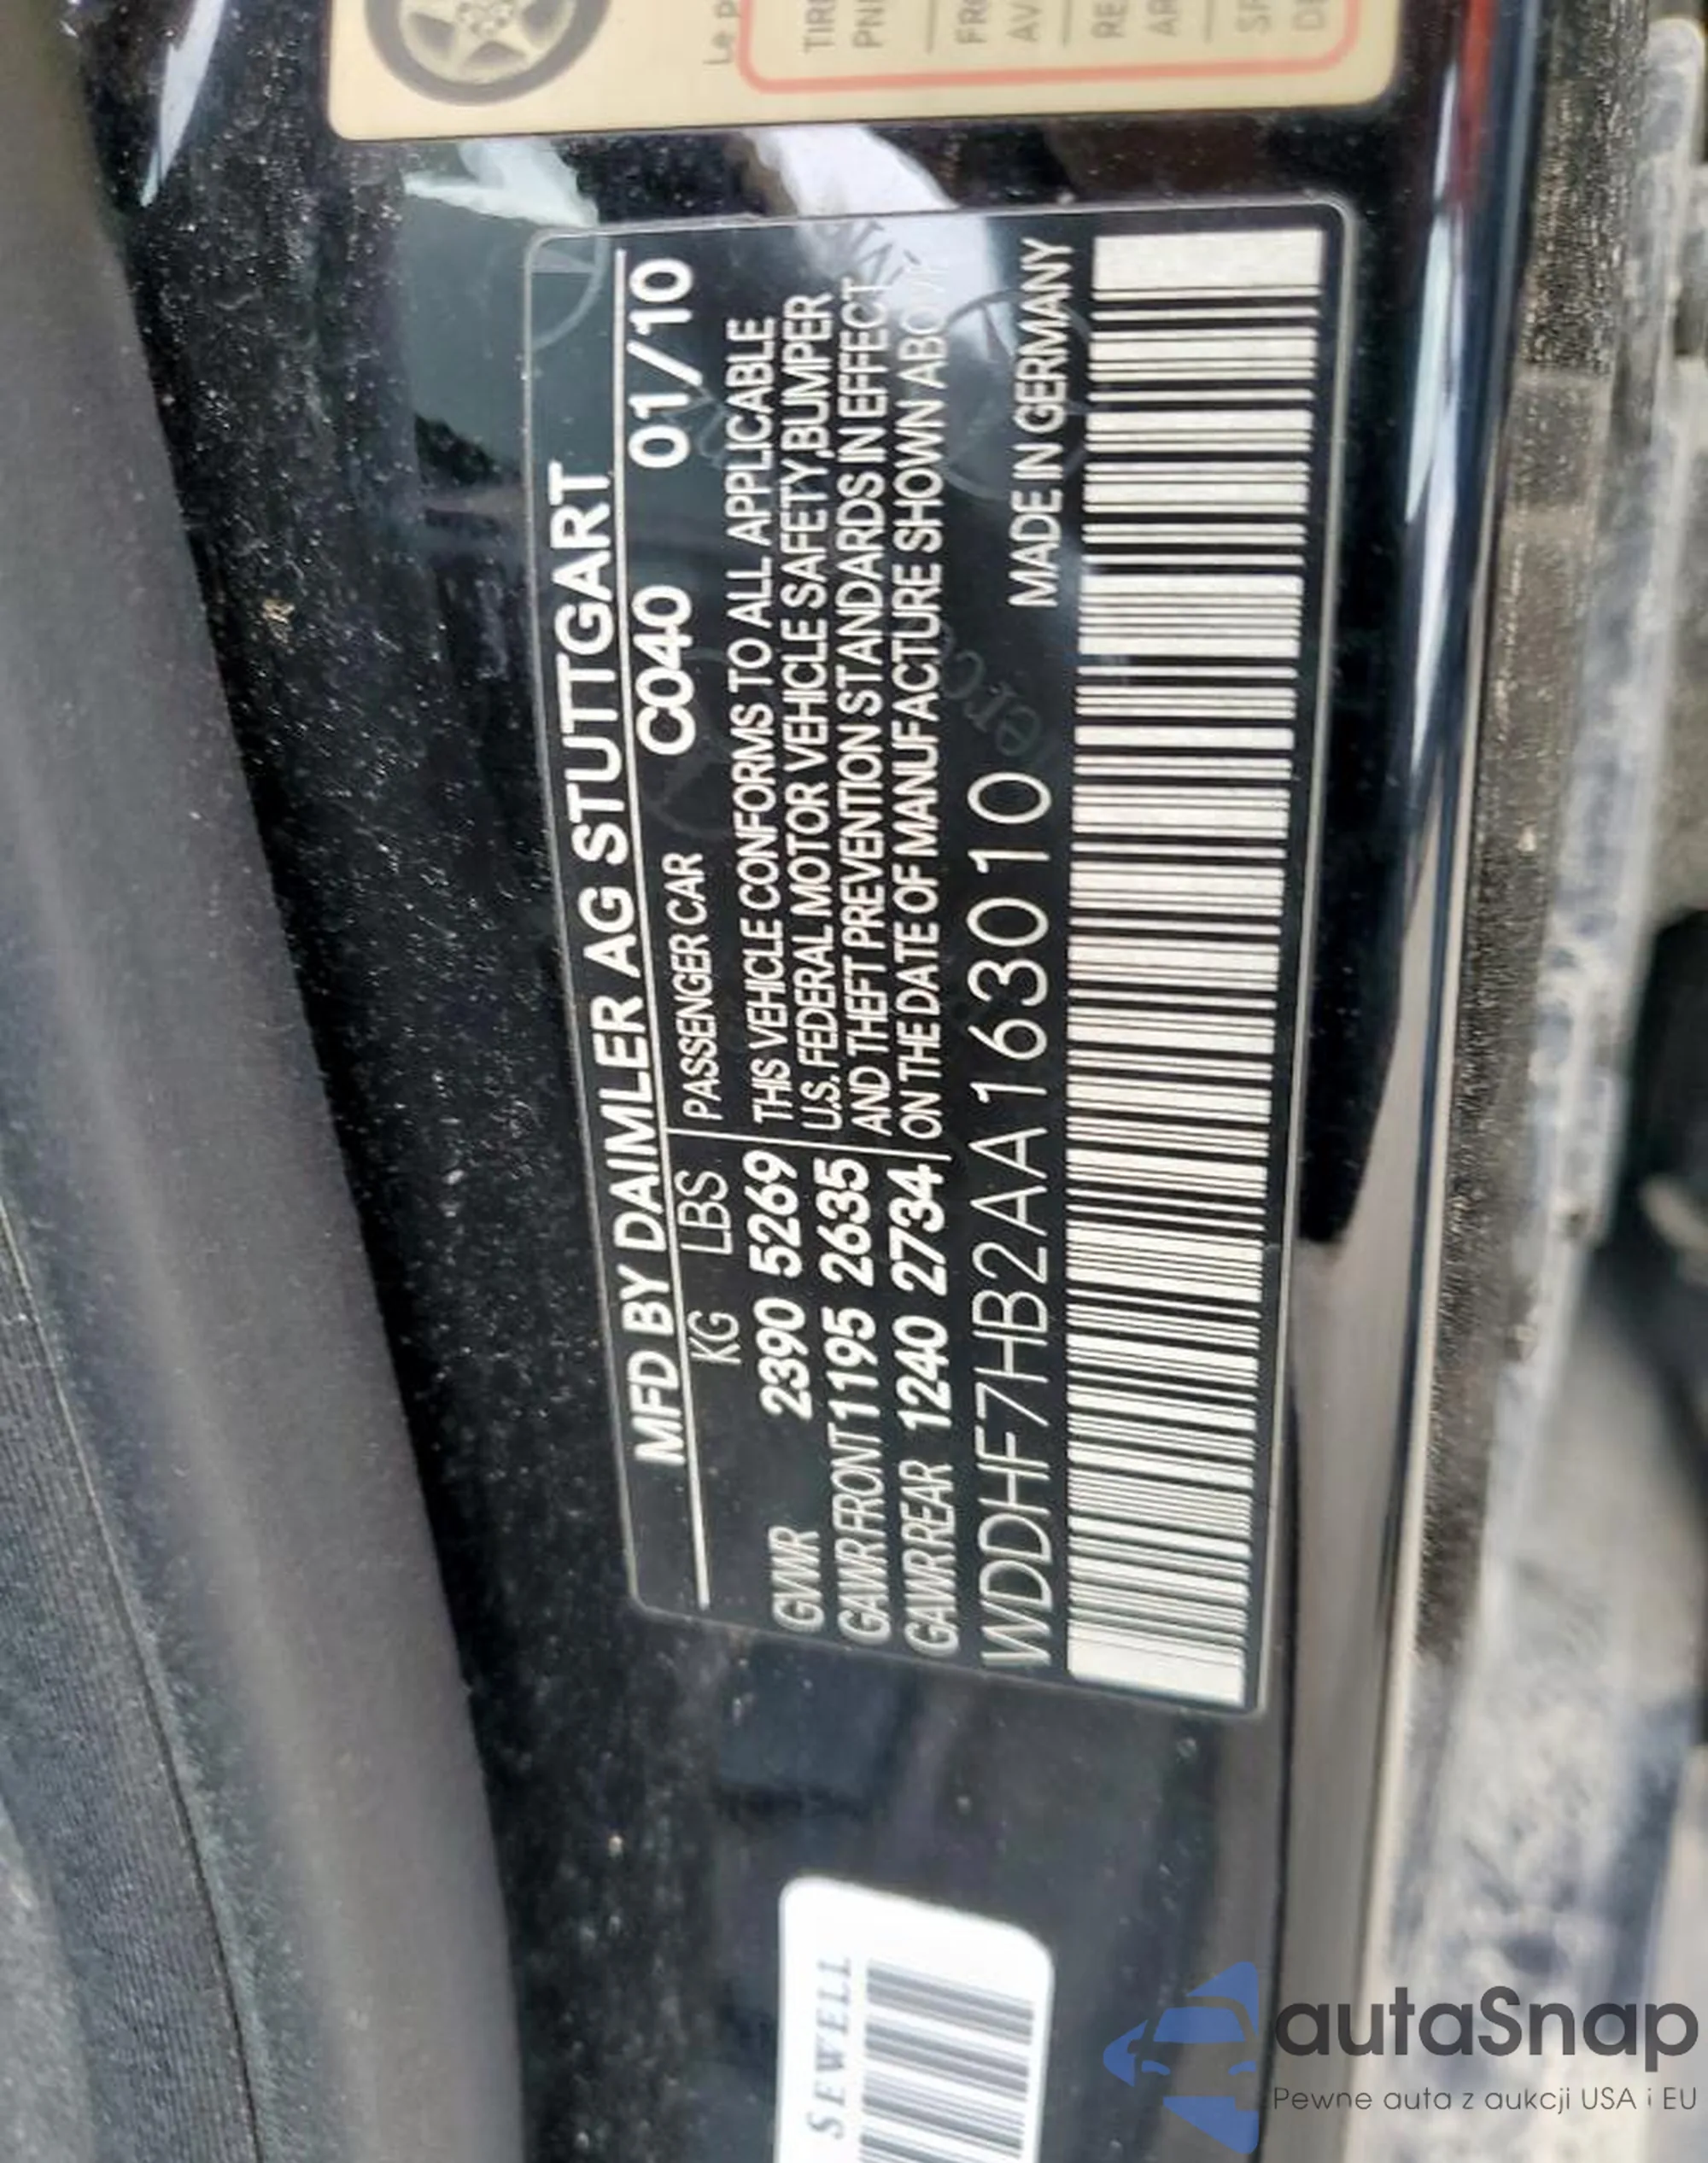 MFD BY DAIMLER AG STUTTGART
KG LBS PASSENGER CAR C040 01/10
GVWR 2390 5269 THIS VEHICLE CONFORMS TO ALL APPLICABLE
U.S. FEDERAL MOTOR VEHICLE SAFETY,BUMPER
GAWR FRONT 1195 2635 AND THEFT PREVENTION STANDARDS IN EFFECT
GAWR REAR 1240 2734 ON THE DATE OF MANUFACTURE SHOWN ABOVE
WDDHF7HB2AA163010 MADE IN GERMANY
SEWELL
autaSnap
Pewne auta z aukcji USA i EU